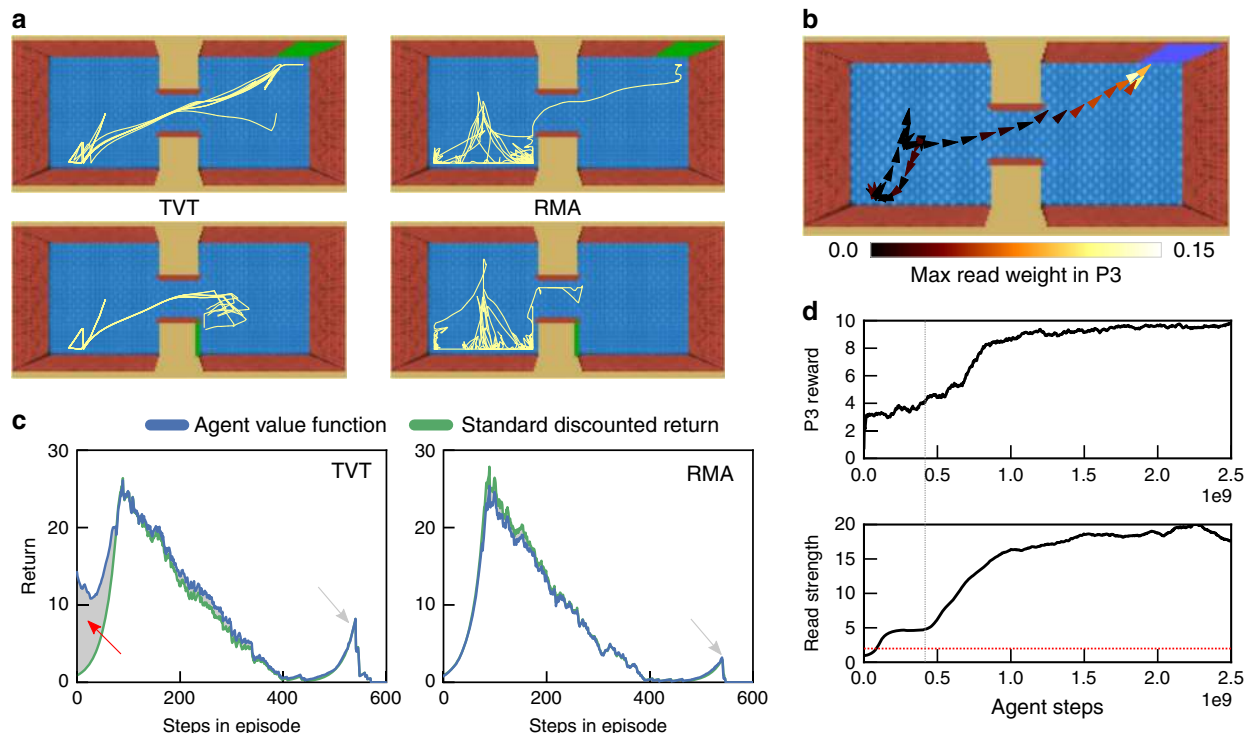 a
TVT
RMA
b
0.0
0.15
Max read weight in P3
c
Agent value function
Standard discounted return
30
20
10
0
Return
TVT
0
200
400
600
Steps in episode
30
20
10
0
RMA
0
200
400
600
Steps in episode
d
10
8
6
4
2
0
P3 reward
0.0
0.5
1.0
1.5
2.0
2.5
1e9
20
15
10
5
0
Read strength
0.0
0.5
1.0
1.5
2.0
2.5
1e9
Agent steps